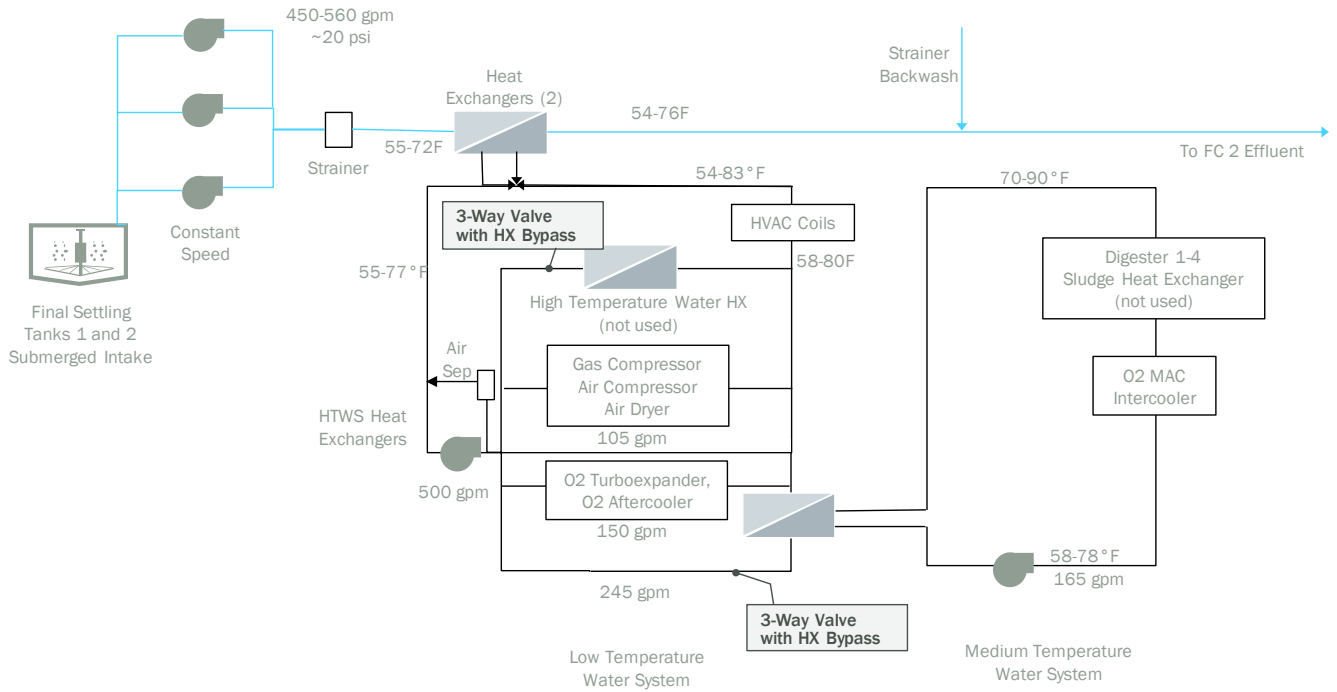 450-560 gpm
~20 psi
Strainer
Backwash
Heat
Exchangers (2)
54-76F
55-72F
Strainer
To FC 2 Effluent
54-83°F
70-90°F
3-Way Valve
with HX Bypass
HVAC Coils
Constant
Speed
58-80F
55-77°F
Digester 1-4
Sludge Heat Exchanger
(not used)
High Temperature Water HX
(not used)
Final Settling
Tanks 1 and 2
Submerged Intake
Air
Sep
Gas Compressor
Air Compressor
Air Dryer
O2 MAC
Intercooler
HTWS Heat
Exchangers
105 gpm
500 gpm
O2 Turboexpander,
O2 Aftercooler
150 gpm
58-78°F
165 gpm
245 gpm
3-Way Valve
with HX Bypass
Low Temperature
Water System
Medium Temperature
Water System